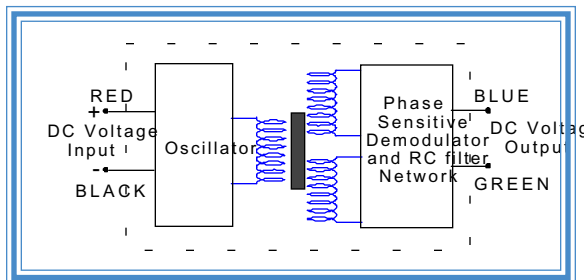 RED
+
DC Voltage
Input
-
BLACK
Oscillator
Phase
Sensitive
Demodulator
and RC filter
Network
BLUE
DC Voltage
Output
GREEN